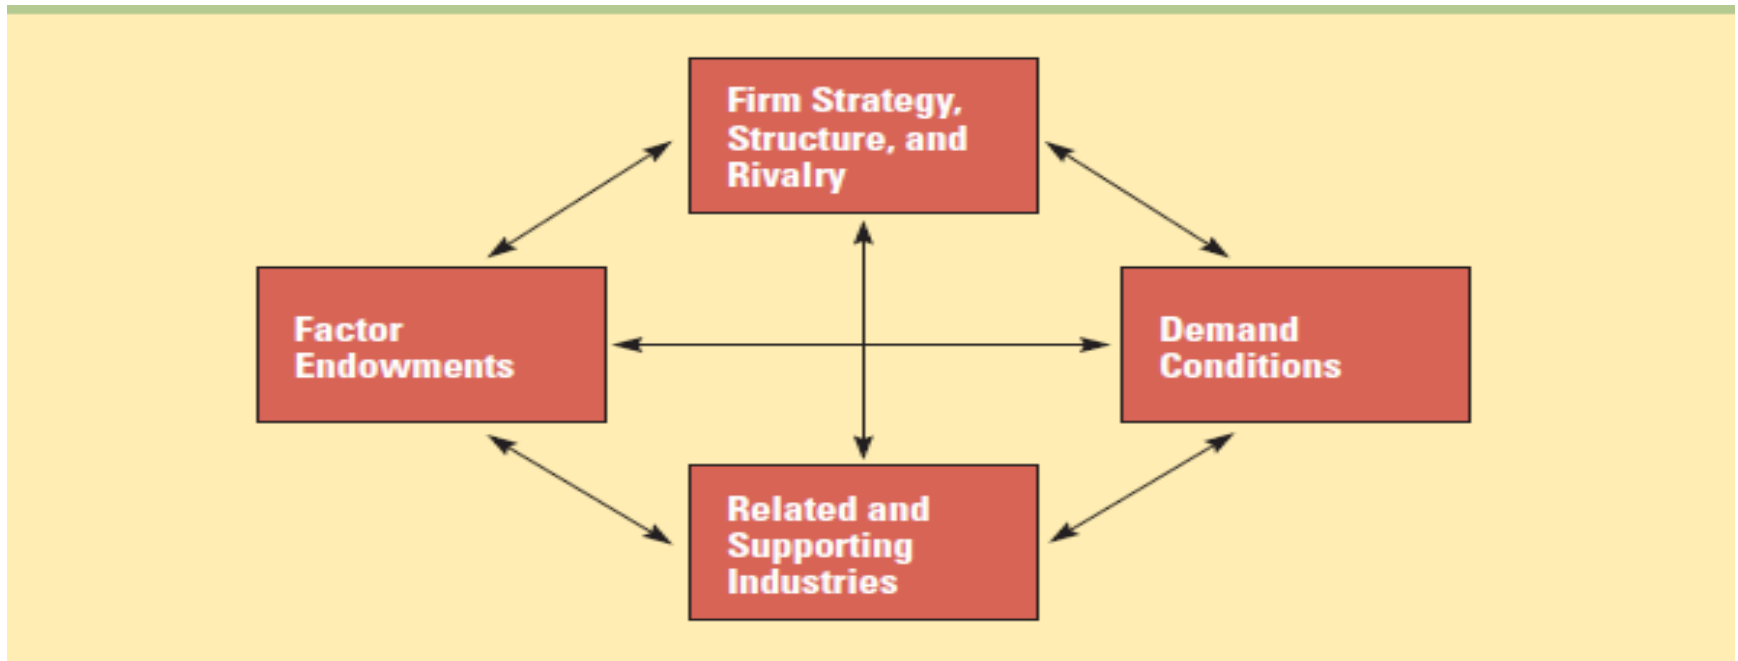 Firm Strategy,
Structure, and
Rivalry
Factor
Endowments
Demand
Conditions
Related and
Supporting
Industries